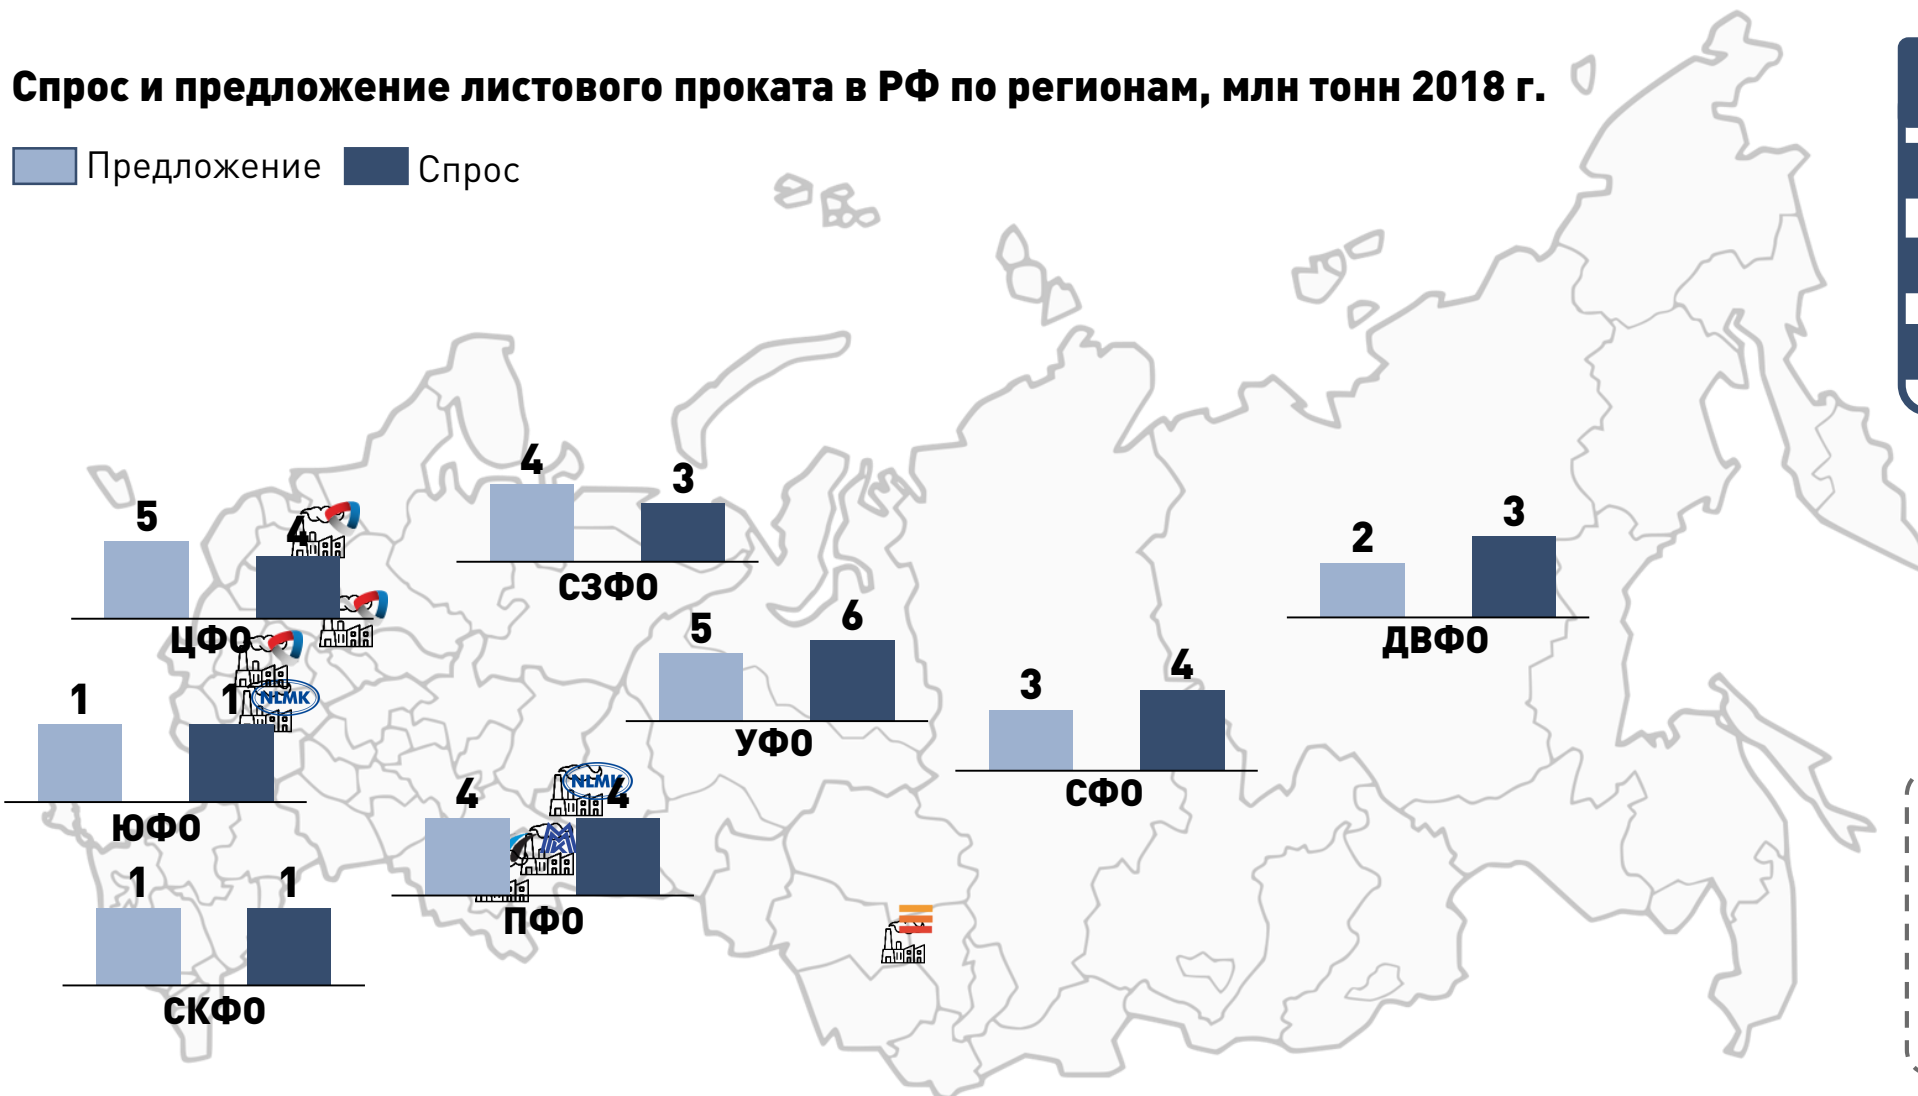 Спрос и предложение листового проката в РФ по регионам, млн тонн 2018 г.
Предложение Спрос
4 3
СЗФО
5 4
ЦФО
2 3
ДВФО
5 6
УФО
3 4
СФО
1 1
NLMK
ЮФО
NLMK
4 4
ПФО
1 1
СКФО